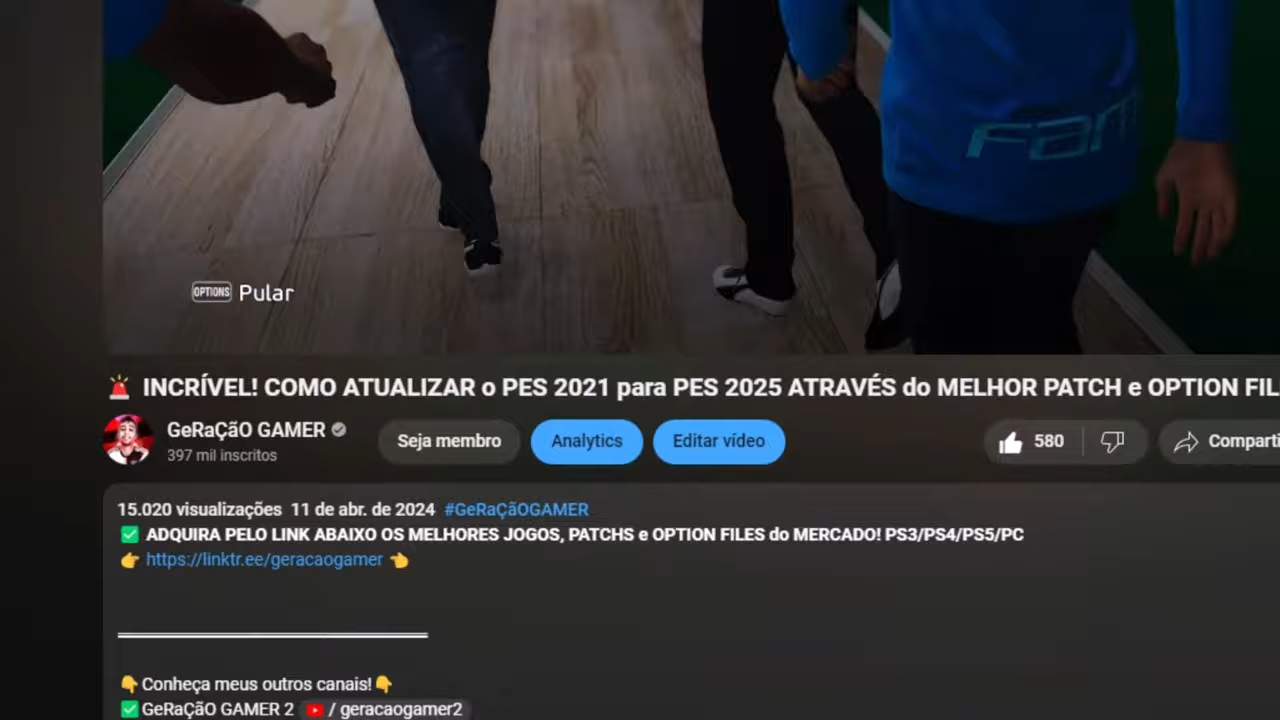 Fam
OPTIONS Pular
🚨 INCRÍVEL! COMO ATUALIZAR o PES 2021 para PES 2025 ATRAVÉS do MELHOR PATCH e OPTION FIL
GeRaÇãO GAMER
397 mil inscritos
Seja membro
Analytics
Editar vídeo
580
Comparti
15.020 visualizações 11 de abr. de 2024 #GeRaÇãOGAMER
✅ ADQUIRA PELO LINK ABAIXO OS MELHORES JOGOS, PATCHS e OPTION FILES do MERCADO! PS3/PS4/PS5/PC
👉 https://linktr.ee/geracaogamer 👈
👇Conheça meus outros canais!👇
✅GeRaÇãO GAMER 2 / geracaogamer2